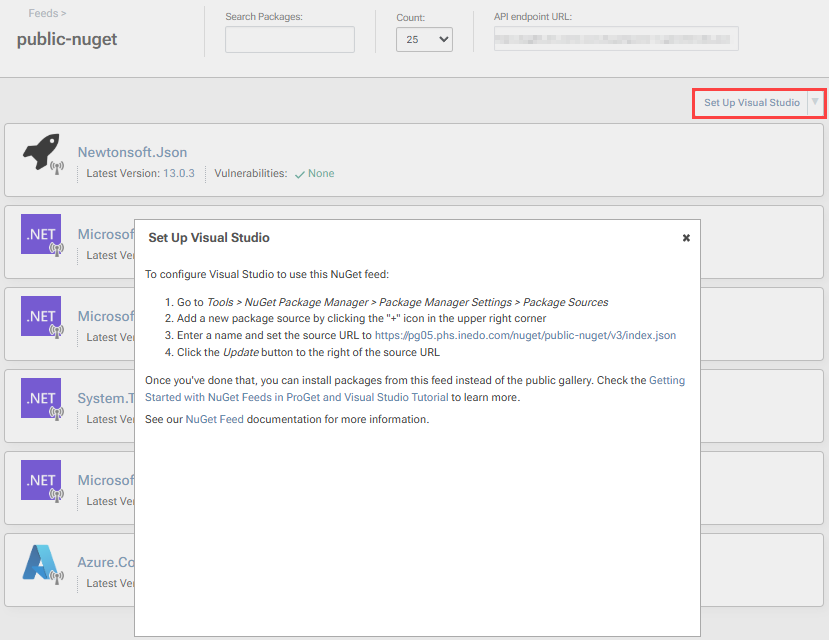 Feeds >
public-nuget
Search Packages:
Count:
25
API endpoint URL:
Set Up Visual Studio
Newtonsoft.Json
Latest Version: 13.0.3
Vulnerabilities: None
.NET
Microsof
Latest Ver
.NET
Microsof
Latest Ver
.NET
System.T
Latest Ver
.NET
Microsof
Latest Ver
Azure.Co
Latest Ver
Set Up Visual Studio
To configure Visual Studio to use this NuGet feed:
1. Go to Tools > NuGet Package Manager > Package Manager Settings > Package Sources
2. Add a new package source by clicking the "+" icon in the upper right corner
3. Enter a name and set the source URL to https://pg05.phs.inedo.com/nuget/public-nuget/v3/index.json
4. Click the Update button to the right of the source URL
Once you've done that, you can install packages from this feed instead of the public gallery. Check the Getting
Started with NuGet Feeds in ProGet and Visual Studio Tutorial to learn more.
See our NuGet Feed documentation for more information.